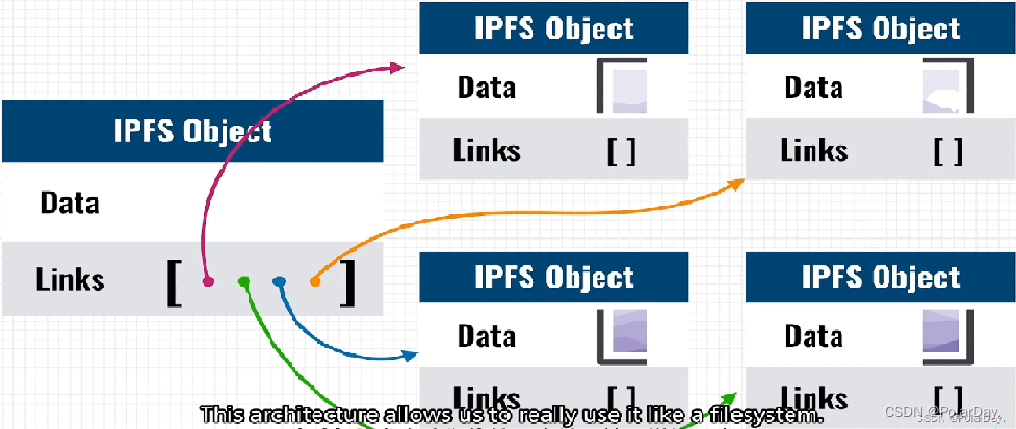 IPFS Object
Data
Links [ ]
IPFS Object
Data
Links [ ]
IPFS Object
Data
Links [ ]
IPFS Object
Data
Links [ ]
IPFS Object
Data
Links [ ]
This architecture allows us to really use it like a filesystem.
CSDN @PolarDay.